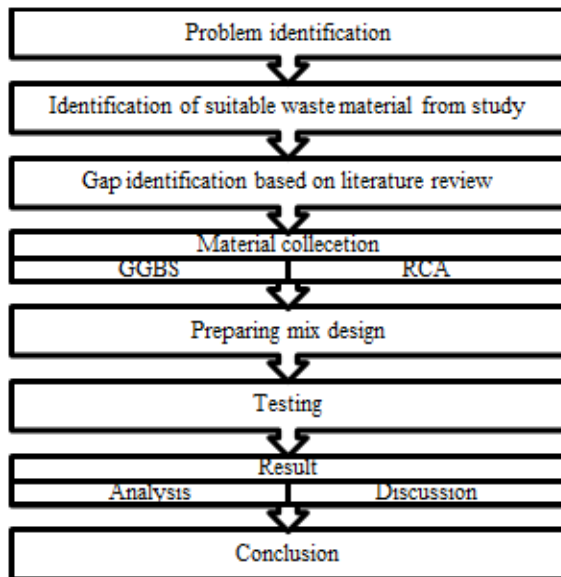 Problem identification
Identification of suitable waste material from study
Gap identification based on literature review
Material collecetion
GGBS RCA
Preparing mix design
Testing
Result
Analysis Discussion
Conclusion